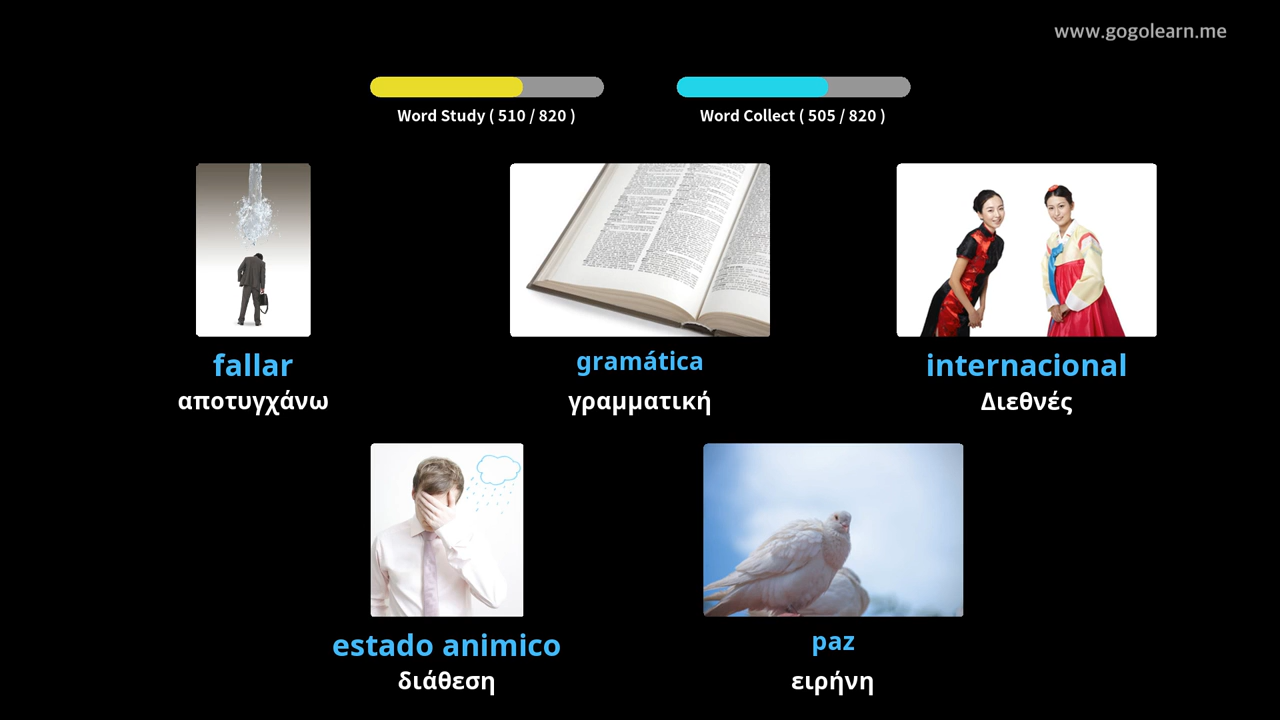 www.gogolearn.me
Word Study ( 510 / 820 )
Word Collect ( 505 / 820 )
fallar
αποτυγχάνω
gramática
γραμματική
internacional
Διεθνές
estado animico
διάθεση
paz
ειρήνη